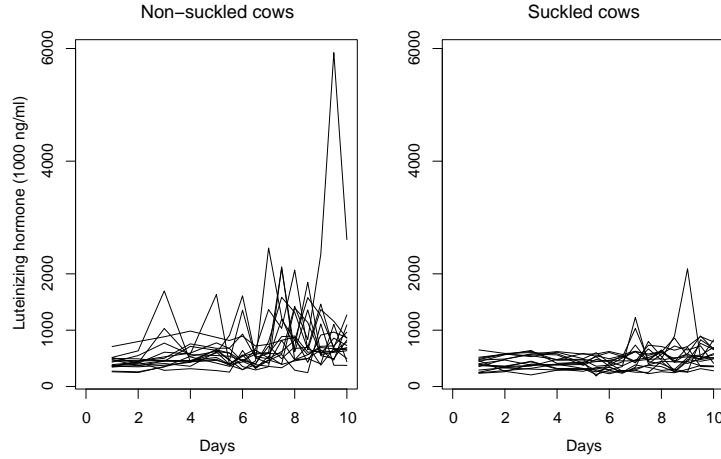 Non−suckled cows
Suckled cows
Luteinizing hormone (1000 ng/ml)
6000
4000
2000
1000
0
6000
4000
2000
1000
0
0 2 4 6 8 10
0 2 4 6 8 10
Days
Days